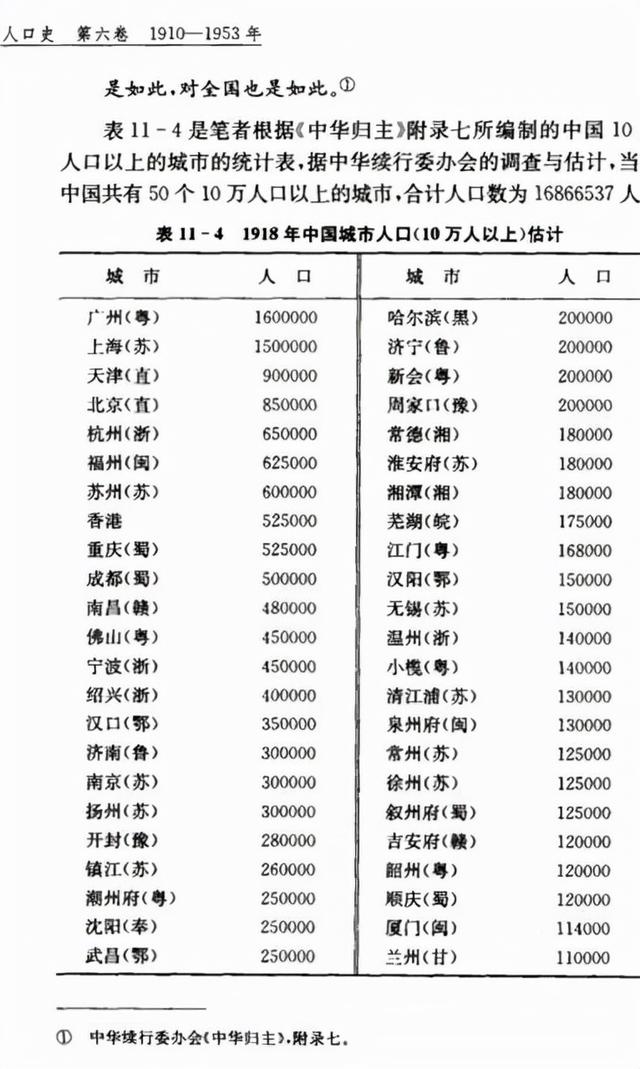 人口史 第六卷 1910—1953年
是如此,对全国也是如此。①
表11-4是笔者根据《中华归主》附录七所编制的中国10
人口以上的城市的统计表,据中华续行委办会的调查与估计,当
中国共有50个10万人口以上的城市,合计人口数为16866537人
表11-4 1918年中国城市人口(10万人以上)估计
城市 人口 城市 人口
广州(粤) 1600000 哈尔滨(黑) 200000
上海(苏) 1500000 济宁(鲁) 200000
天津(直) 900000 新会(粤) 200000
北京(直) 850000 周家口(豫) 200000
杭州(浙) 650000 常德(湘) 180000
福州(闽) 625000 淮安府(苏) 180000
苏州(苏) 600000 湘潭(湘) 180000
香港 525000 芜湖(皖) 175000
重庆(蜀) 525000 江门(粤) 168000
成都(蜀) 500000 汉阳(鄂) 150000
南昌(赣) 480000 无锡(苏) 150000
佛山(粤) 450000 温州(浙) 140000
宁波(浙) 450000 小榄(粤) 140000
绍兴(浙) 400000 清江浦(苏) 130000
汉口(鄂) 350000 泉州府(闽) 130000
济南(鲁) 300000 常州(苏) 125000
南京(苏) 300000 徐州(苏) 125000
扬州(苏) 300000 叙州府(蜀) 125000
开封(豫) 280000 吉安府(赣) 120000
镇江(苏) 260000 韶州(粤) 120000
潮州府(粤) 250000 顺庆(蜀) 120000
沈阳(奉) 250000 厦门(闽) 114000
武昌(鄂) 250000 兰州(甘) 110000
① 中华续行委办会《中华归主》,附录七。